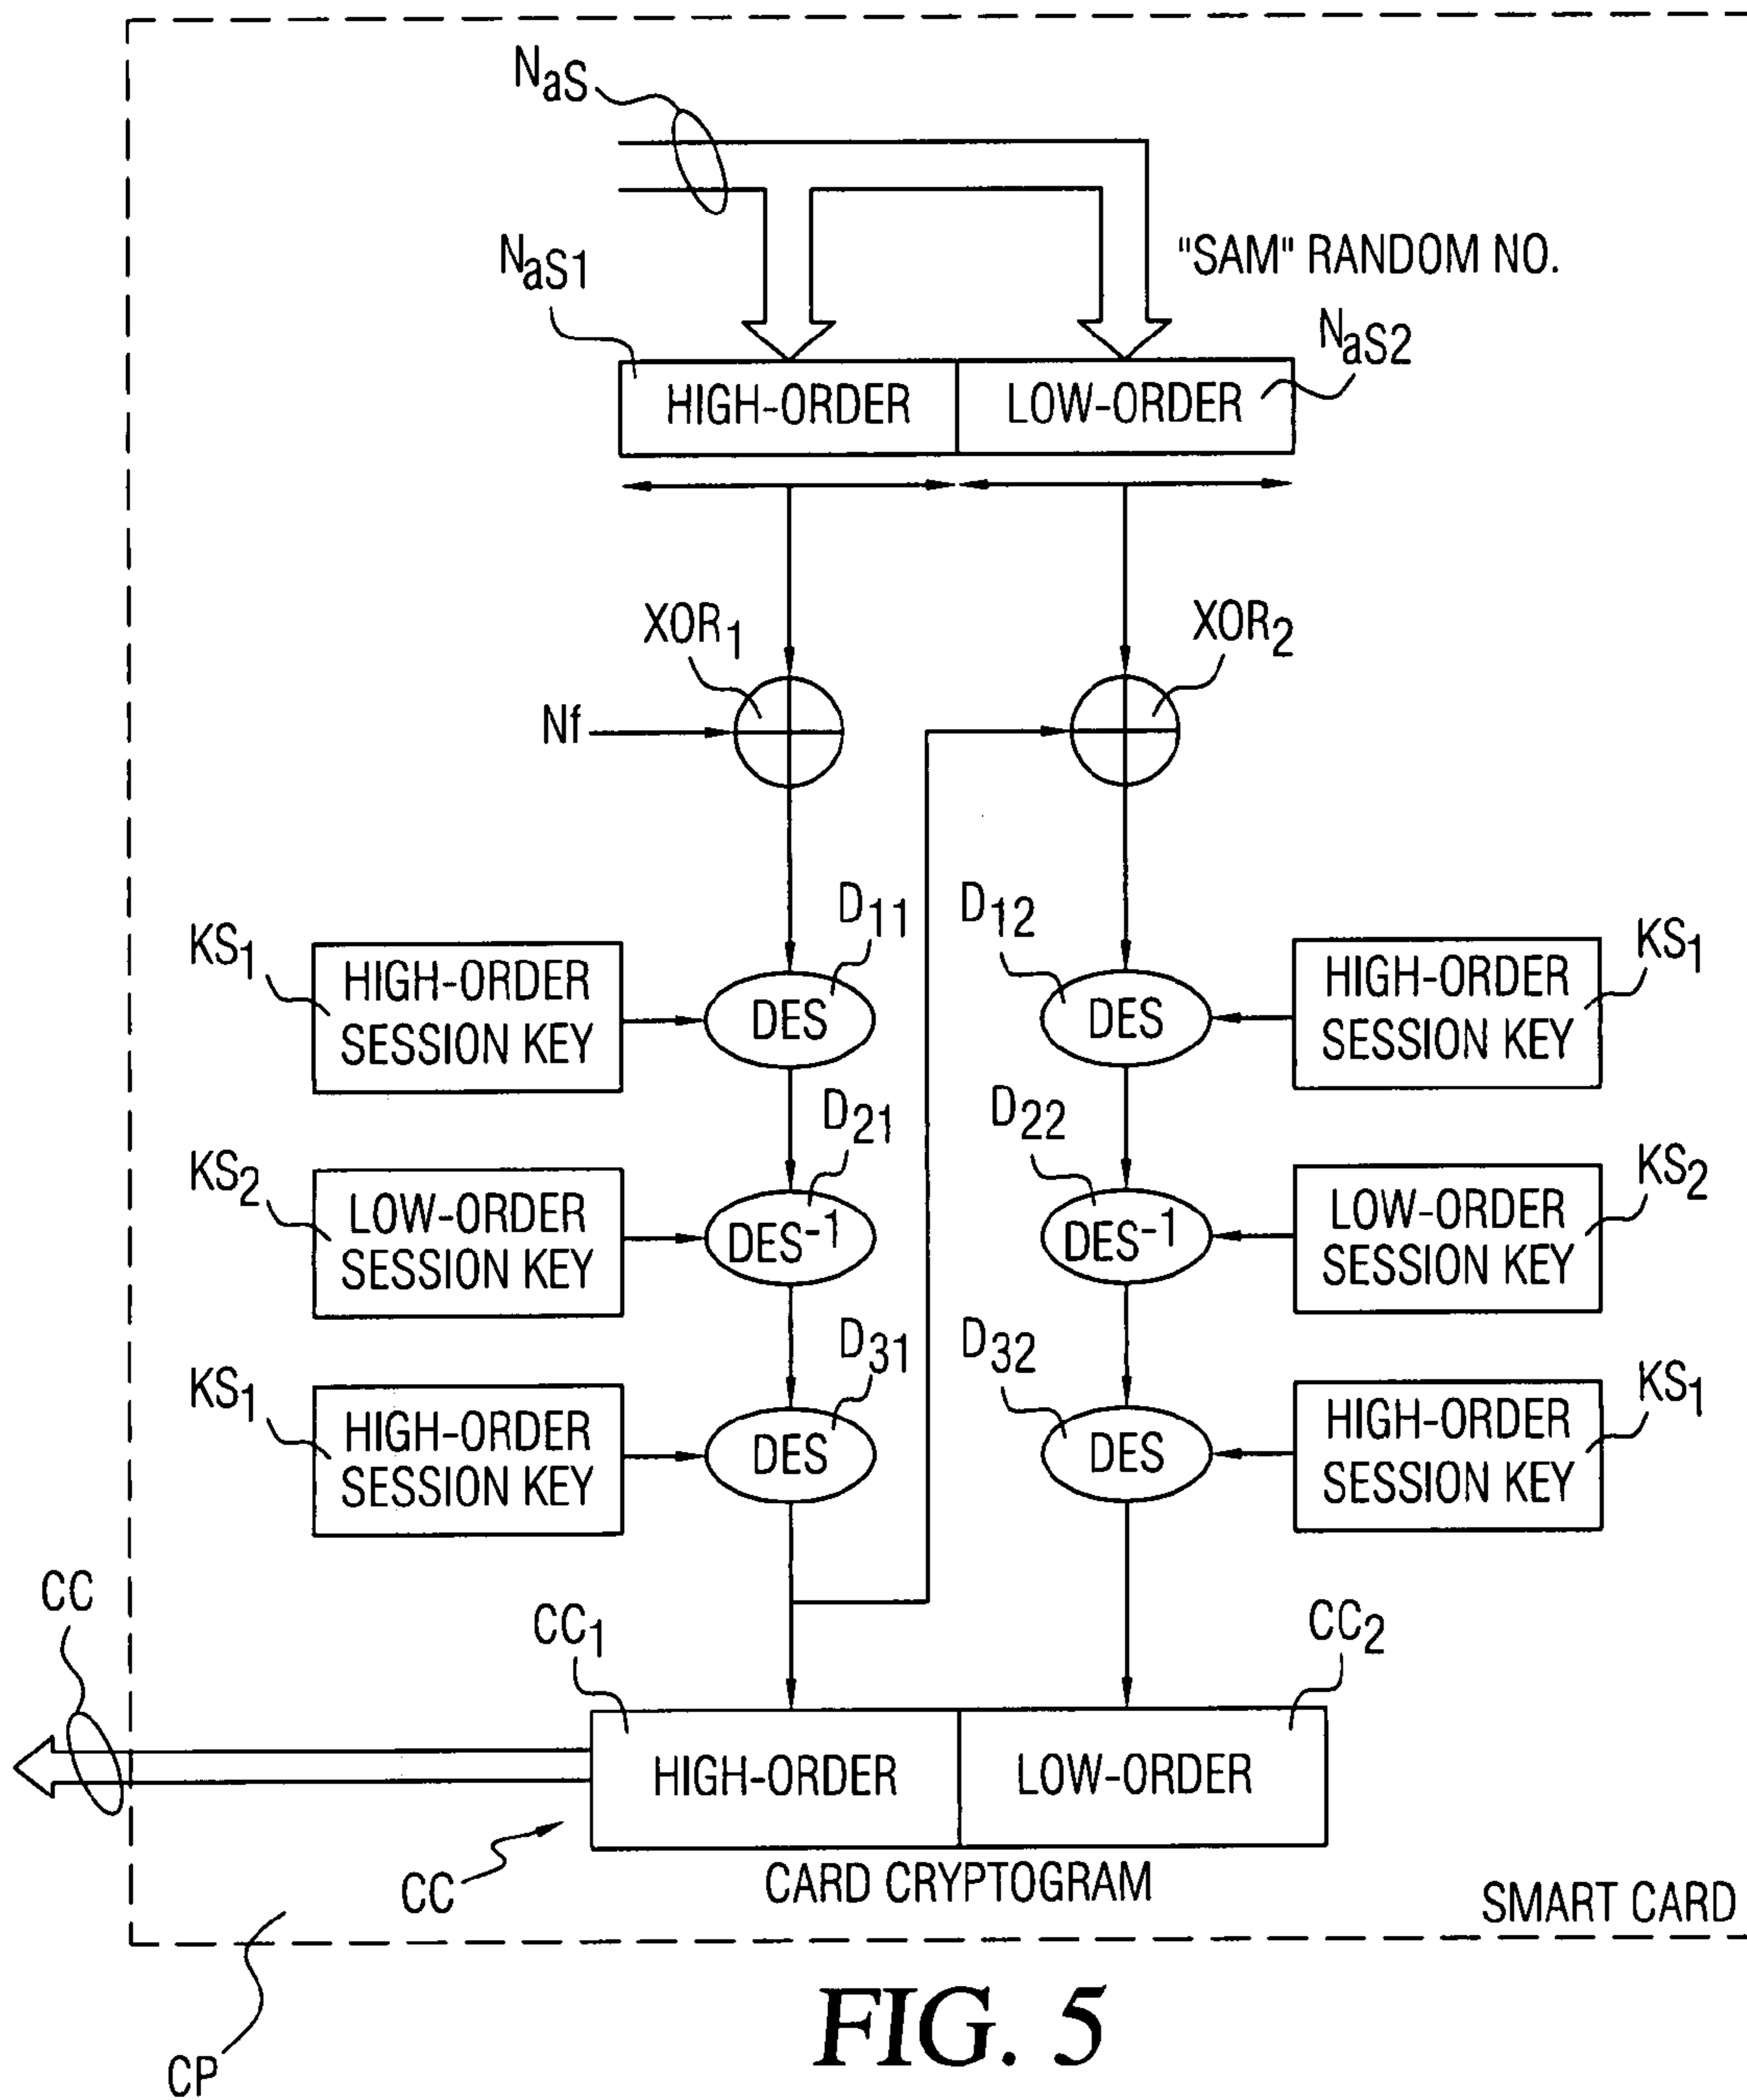 NaS
NaS1
"SAM" RANDOM NO.
NaS2
HIGH-ORDER
LOW-ORDER
XOR1
XOR2
Nf
D11
D12
KS1
HIGH-ORDER
SESSION KEY
DES
DES
HIGH-ORDER
SESSION KEY
KS1
D21
D22
KS2
LOW-ORDER
SESSION KEY
DES-1
DES-1
LOW-ORDER
SESSION KEY
KS2
D31
D32
KS1
HIGH-ORDER
SESSION KEY
DES
DES
HIGH-ORDER
SESSION KEY
KS1
CC
CC1
CC2
HIGH-ORDER
LOW-ORDER
CC
CARD CRYPTOGRAM
SMART CARD
CP
FIG. 5